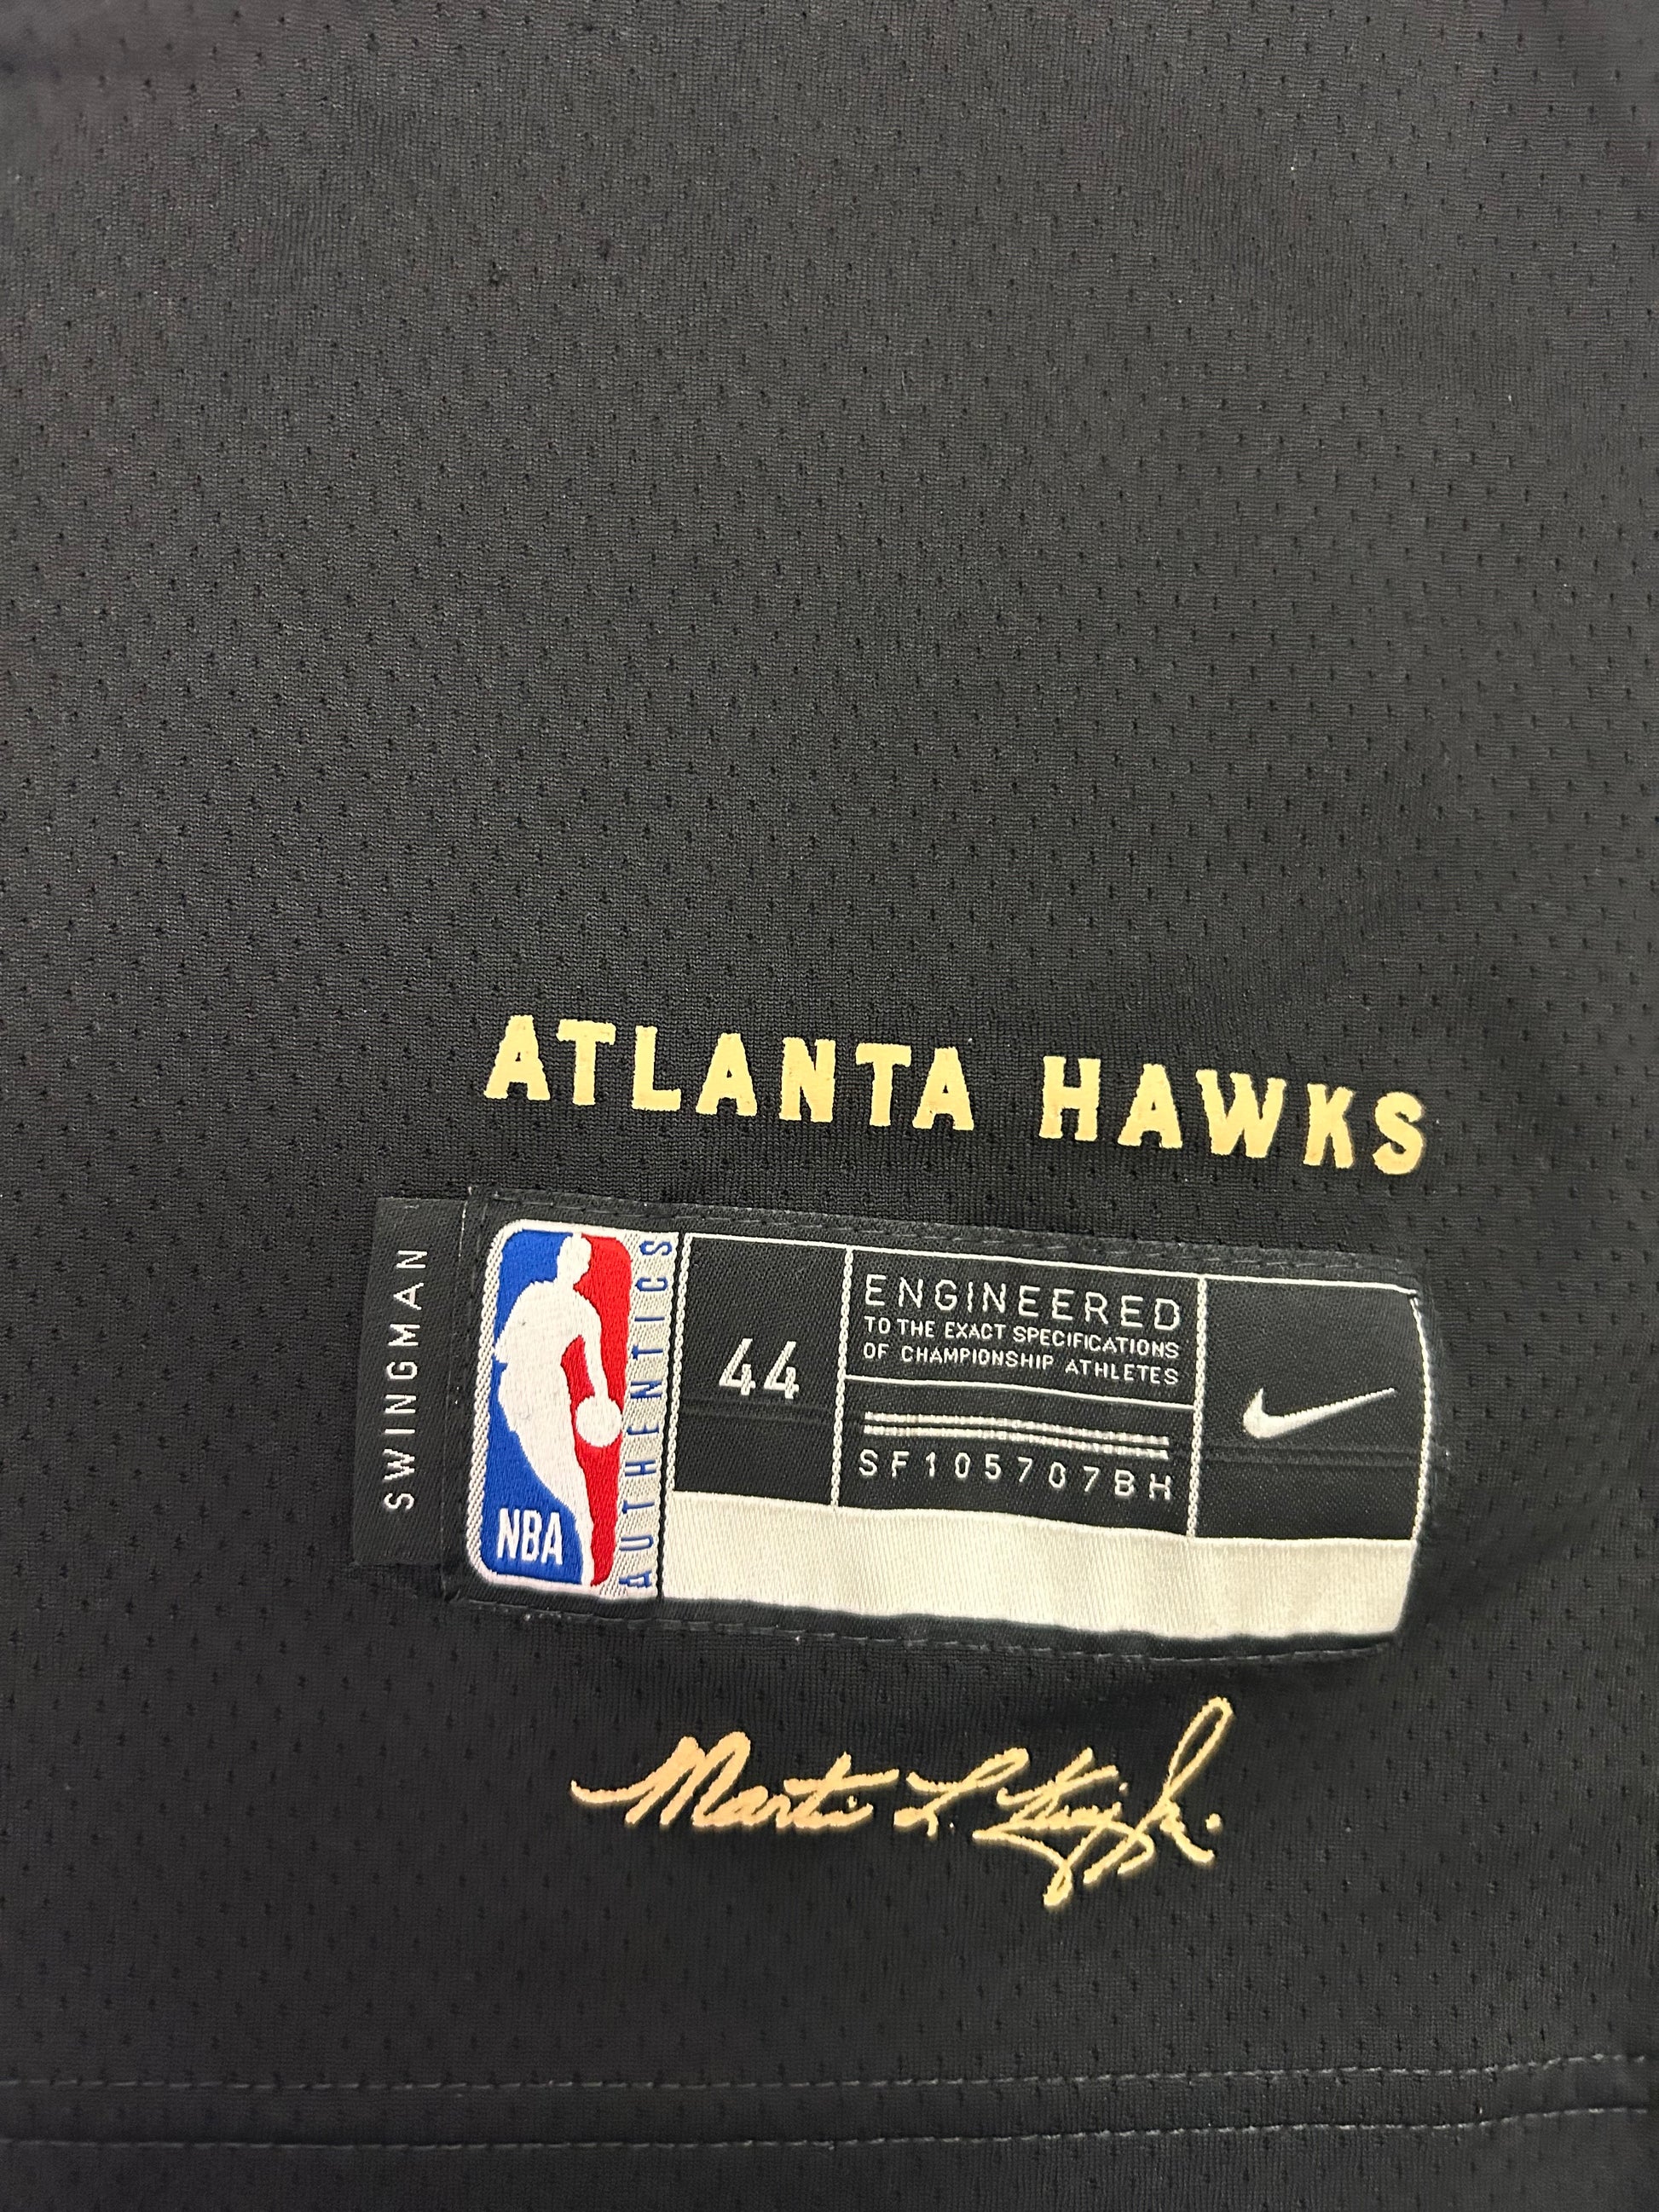 ATLANTA HAWKS
SWINGMAN
NBA
AUTHENTICS
44
ENGINEERED
TO THE EXACT SPECIFICATIONS
OF CHAMPIONSHIP ATHLETES
SF105707BH
Martin L. King Jr.